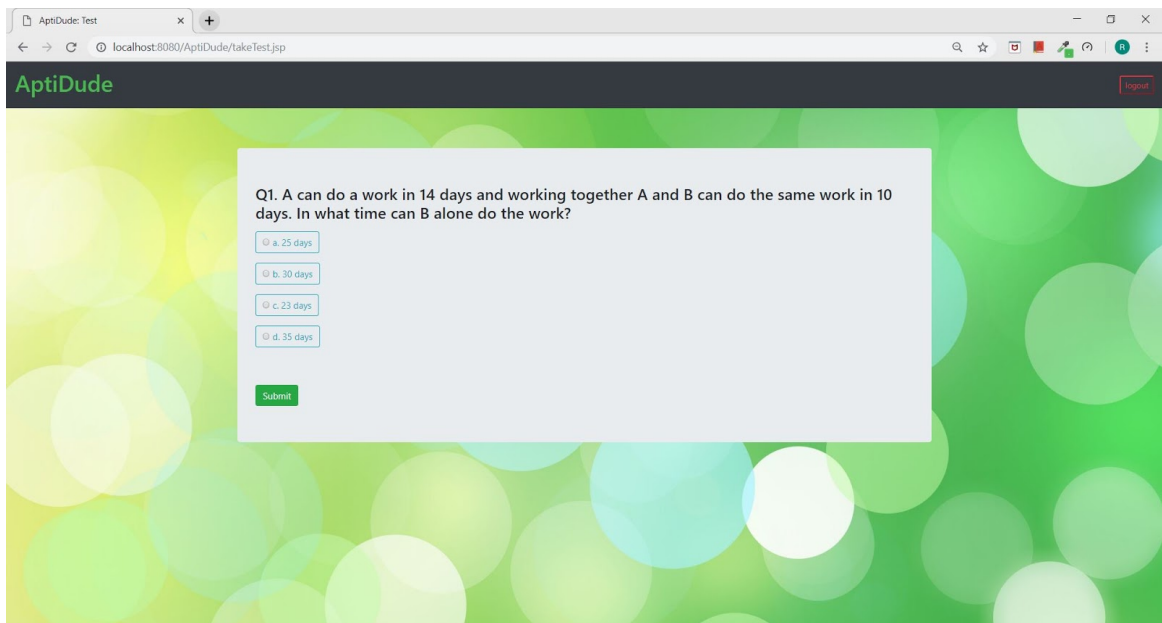 AptiDude: Test
localhost:8080/AptiDude/takeTest.jsp
R
AptiDude
logout
Q1. A can do a work in 14 days and working together A and B can do the same work in 10
days. In what time can B alone do the work?
a. 25 days
b. 30 days
c. 23 days
d. 35 days
Submit